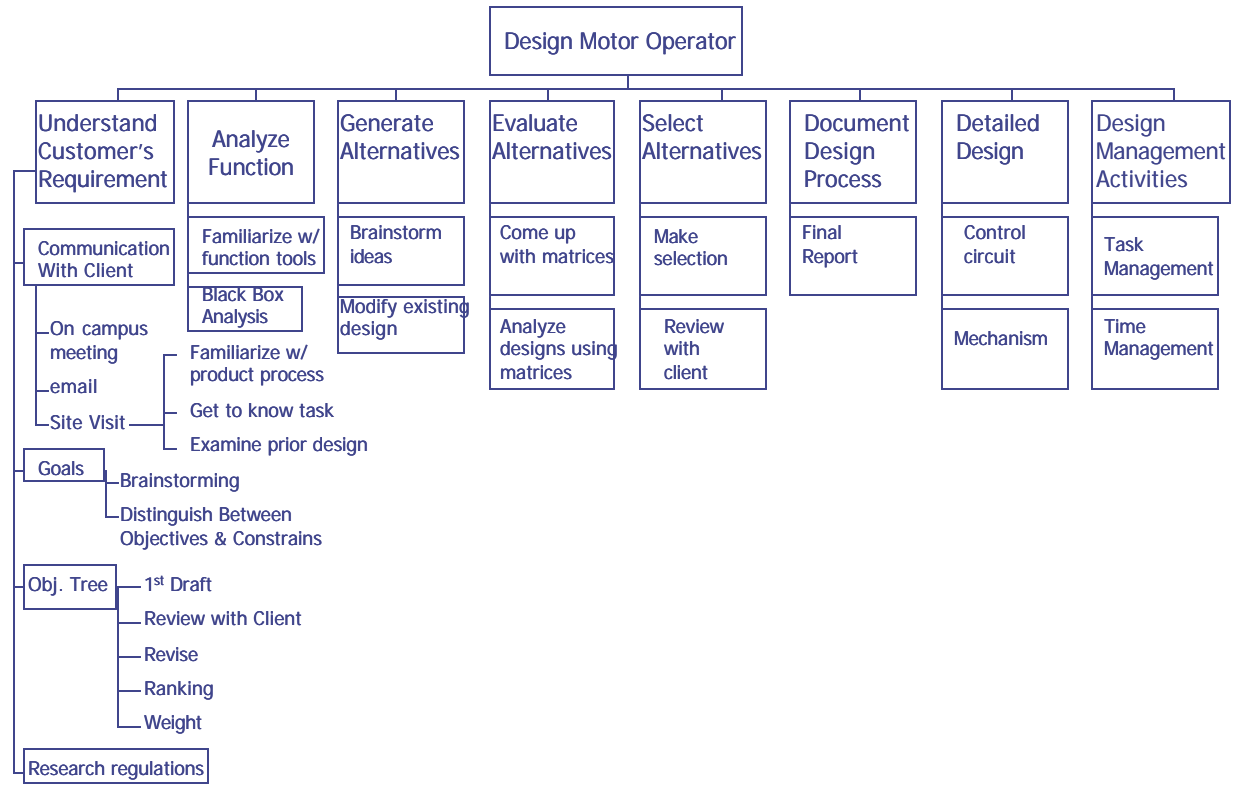 Design Motor Operator
Understand
Customer's
Requirement
Analyze
Function
Generate
Alternatives
Evaluate
Alternatives
Select
Alternatives
Document
Design
Process
Detailed
Design
Design
Management
Activities
Communication
With Client
On campus
meeting
email
Site Visit
Familiarize w/
product process
Get to know task
Examine prior design
Goals
Brainstorming
Distinguish Between
Objectives & Constrains
Obj. Tree
1st Draft
Review with Client
Revise
Ranking
Weight
Research regulations
Familiarize w/
function tools
Black Box
Analysis
Brainstorm
ideas
Modify existing
design
Come up
with matrices
Analyze
designs using
matrices
Make
selection
Review
with
client
Final
Report
Control
circuit
Mechanism
Task
Management
Time
Management